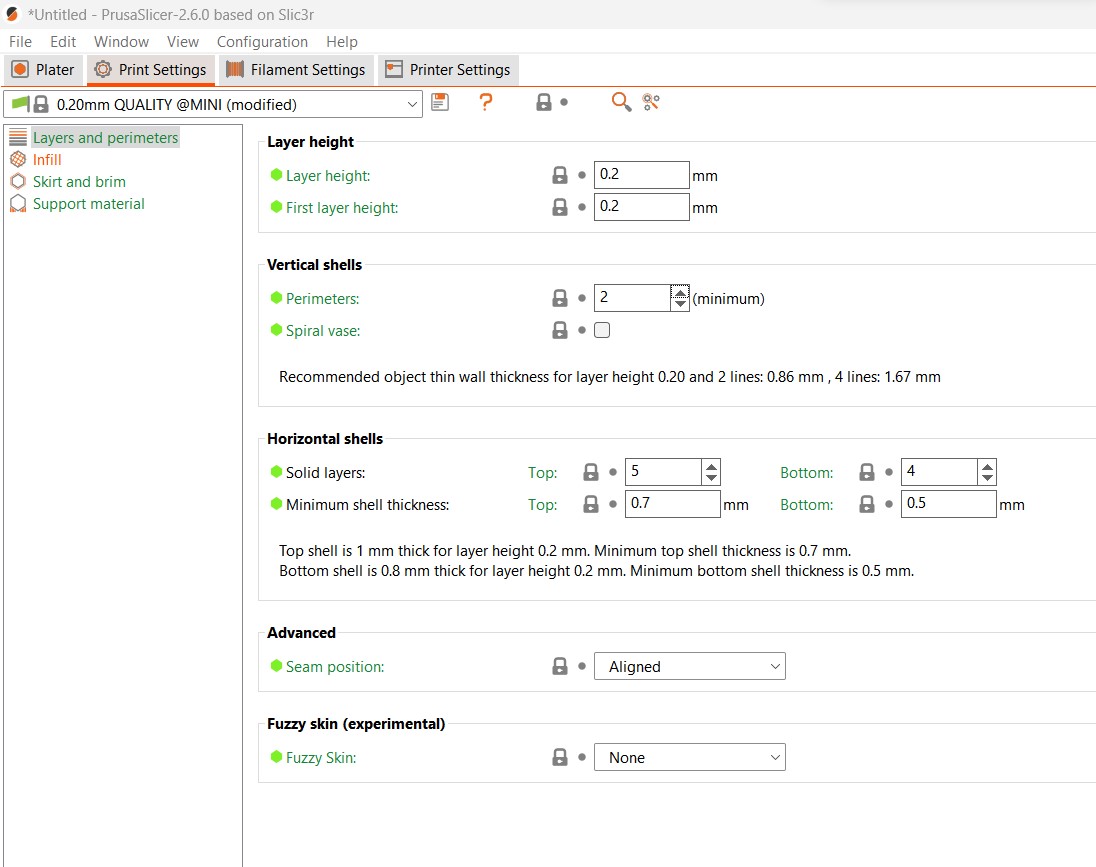 *Untitled - PrusaSlicer-2.6.0 based on Slic3r
File Edit Window View Configuration Help
Plater Print Settings Filament Settings Printer Settings
0.20mm QUALITY @MINI (modified) ?
Layers and perimeters
Infill
Skirt and brim
Support material
Layer height
Layer height: 0.2 mm
First layer height: 0.2 mm
Vertical shells
Perimeters: 2 (minimum)
Spiral vase:
Recommended object thin wall thickness for layer height 0.20 and 2 lines: 0.86 mm , 4 lines: 1.67 mm
Horizontal shells
Solid layers: Top: 5 Bottom: 4
Minimum shell thickness: Top: 0.7 mm Bottom: 0.5 mm
Top shell is 1 mm thick for layer height 0.2 mm. Minimum top shell thickness is 0.7 mm.
Bottom shell is 0.8 mm thick for layer height 0.2 mm. Minimum bottom shell thickness is 0.5 mm.
Advanced
Seam position: Aligned
Fuzzy skin (experimental)
Fuzzy Skin: None